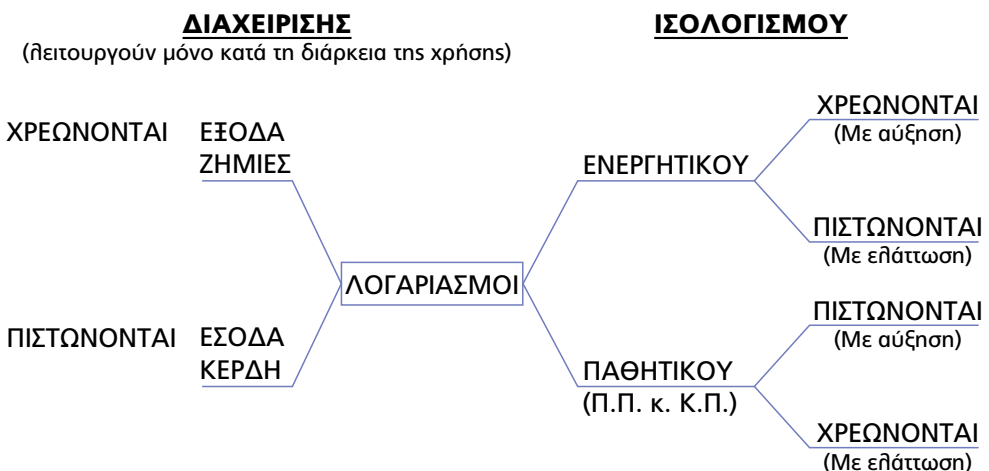 ΔΙΑΧΕΙΡΙΣΗΣ
(λειτουργούν μόνο κατά τη διάρκεια της χρήσης)
ΧΡΕΩΝΟΝΤΑΙ ΕΞΟΔΑ
ΖΗΜΙΕΣ
ΠΙΣΤΩΝΟΝΤΑΙ ΕΣΟΔΑ
ΚΕΡΔΗ
ΛΟΓΑΡΙΑΣΜΟΙ
ΙΣΟΛΟΓΙΣΜΟΥ
ΕΝΕΡΓΗΤΙΚΟΥ
ΧΡΕΩΝΟΝΤΑΙ
(Με αύξηση)
ΠΙΣΤΩΝΟΝΤΑΙ
(Με ελάττωση)
ΠΑΘΗΤΙΚΟΥ
(Π.Π. κ. Κ.Π.)
ΠΙΣΤΩΝΟΝΤΑΙ
(Με αύξηση)
ΧΡΕΩΝΟΝΤΑΙ
(Με ελάττωση)